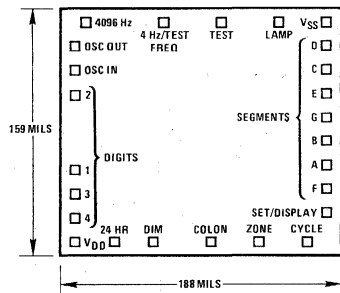 4096 Hz
4 Hz/TEST
FREQ
TEST
LAMP
VSS
OSC OUT
OSC IN
2
DIGITS
1
3
4
VDD
SEGMENTS
D
C
E
G
B
A
F
SET/DISPLAY
24 HR
DIM
COLON
ZONE
CYCLE
159 MILS
188 MILS